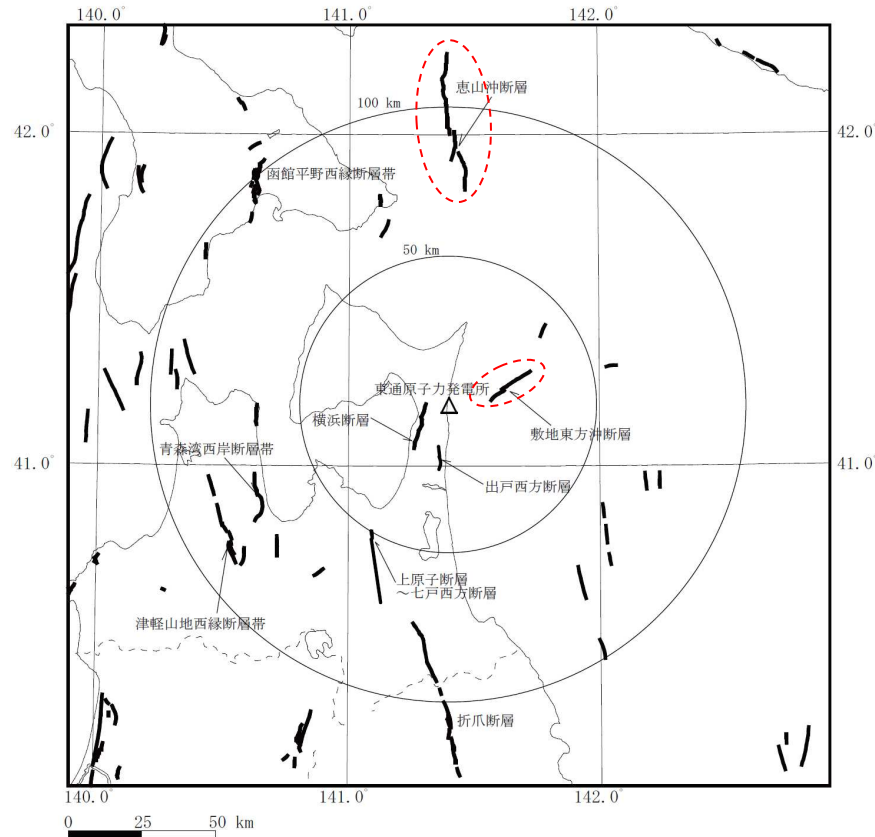 140.0°
141.0°
142.0°
恵山沖断層
100 km
42.0°
42.0°
函館平野西縁断層帯
50 km
東通原子力発電所
横浜断層
敷地東方沖断層
青森湾西岸断層帯
41.0°
41.0°
出戸西方断層
上原子断層
～七戸西方断層
津軽山地西縁断層帯
折爪断層
140.0°
141.0°
142.0°
0 25 50 km